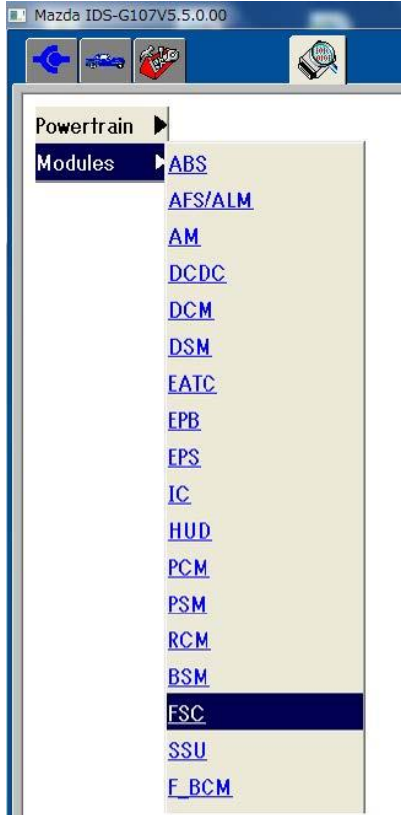 Mazda IDS-G107V5.5.0.00
Powertrain
Modules
ABS
AFS/ALM
AM
DCDC
DCM
DSM
EATC
EPB
EPS
IC
HUD
PCM
PSM
RCM
BSM
FSC
SSU
F_BCM